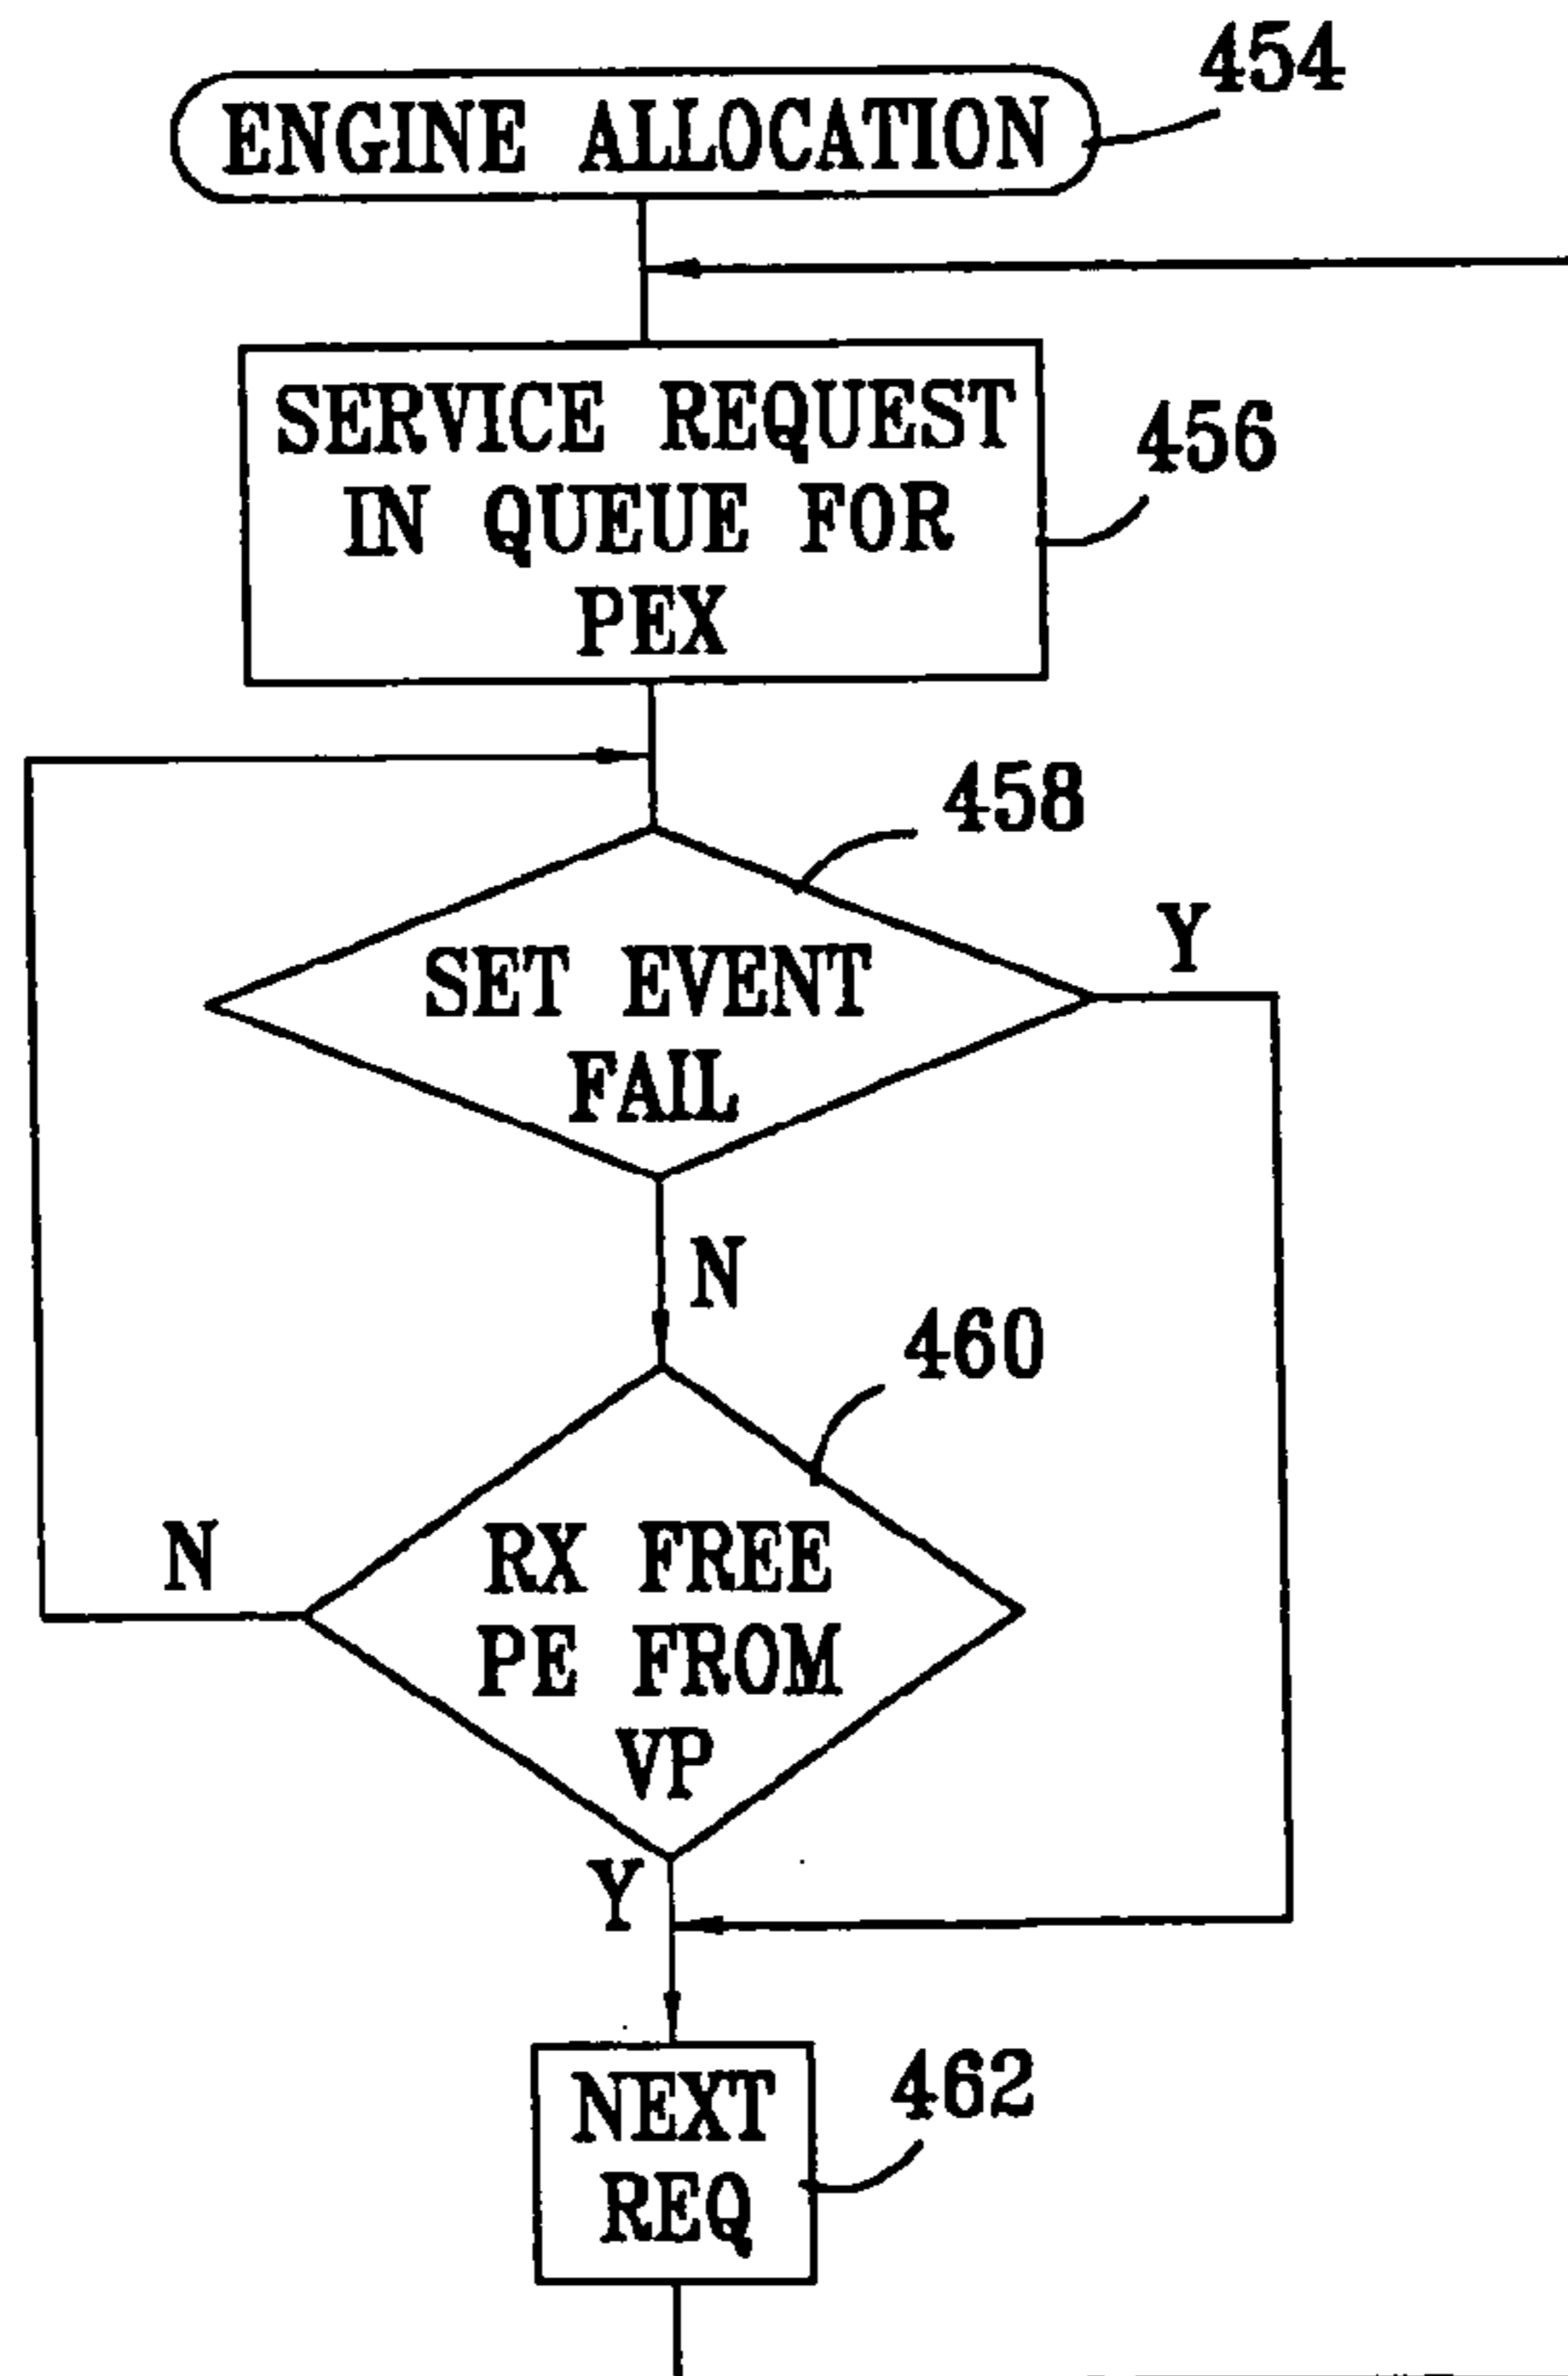 454
ENGINE ALLOCATION
SERVICE REQUEST
IN QUEUE FOR
PEX
456
458
SET EVENT
FAIL
Y
N
460
RX FREE
PE FROM
VP
N
Y
NEXT
REQ
462